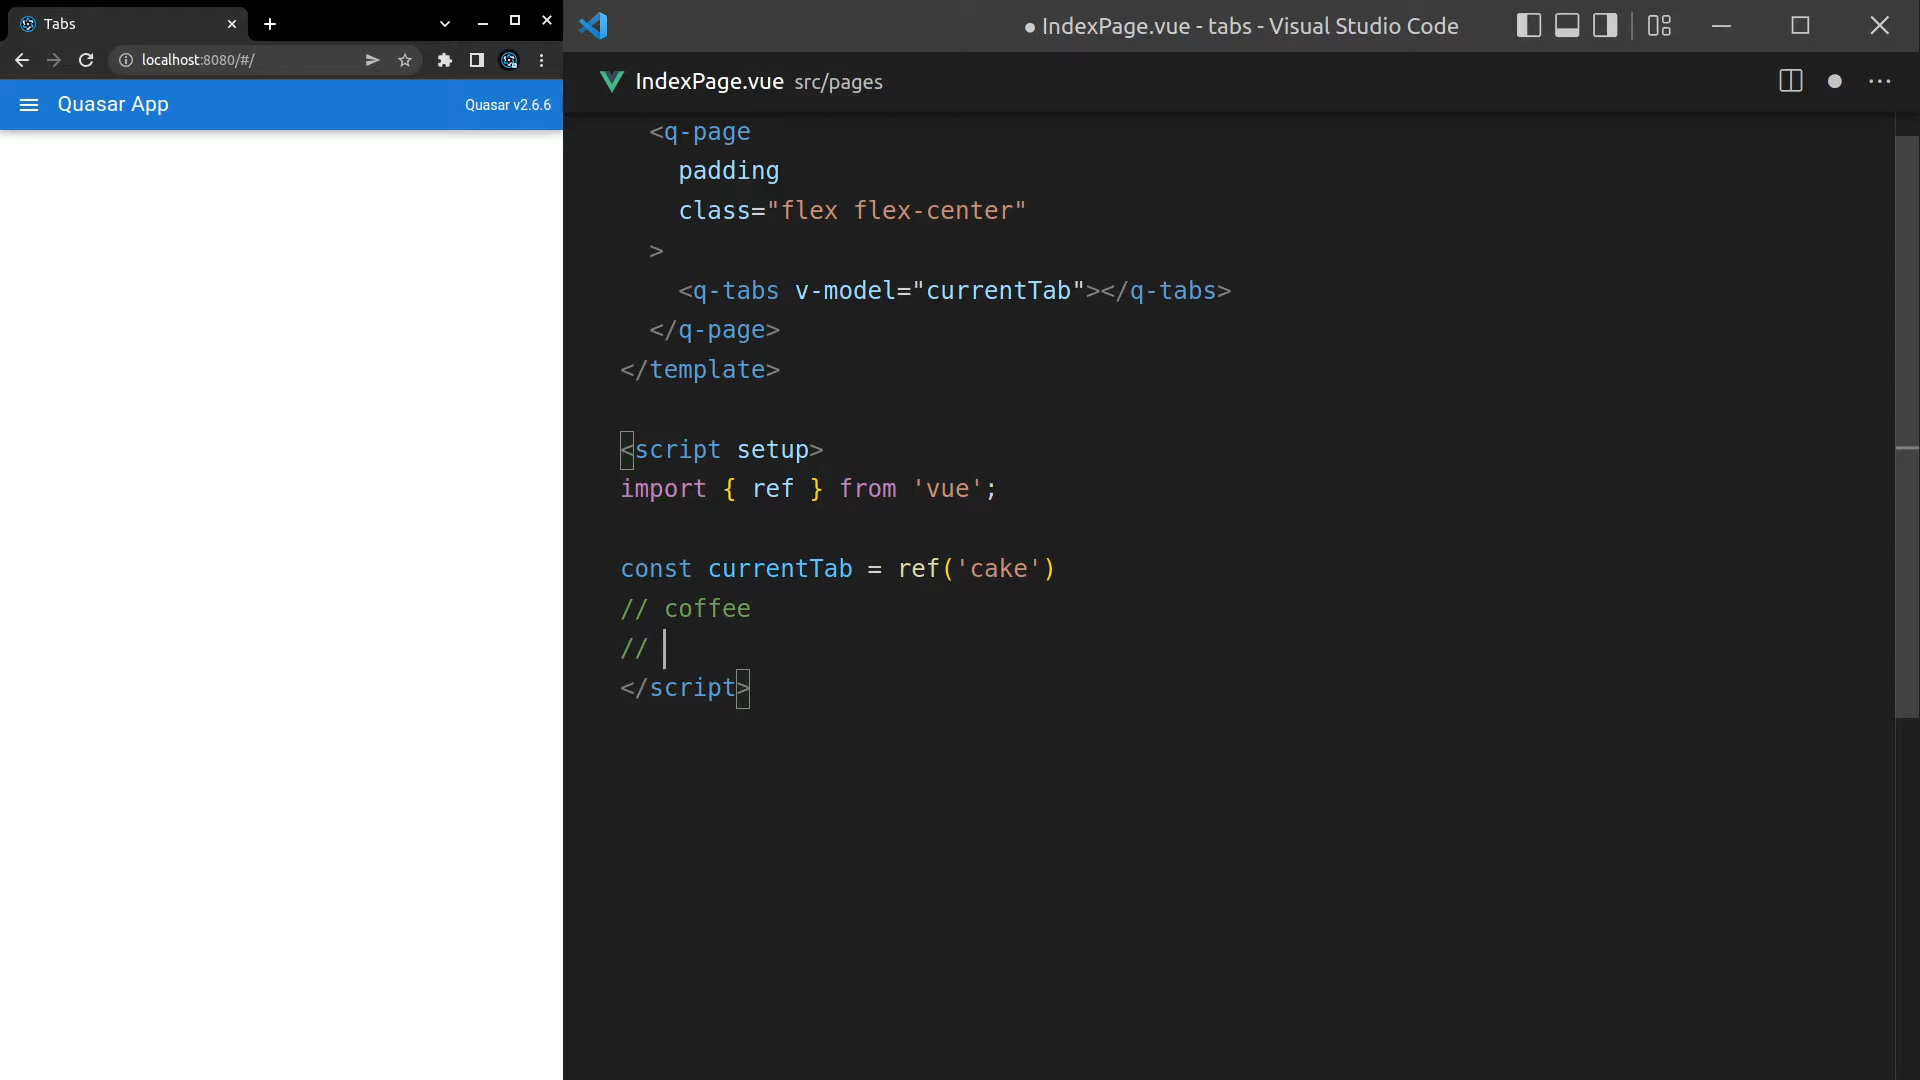 Tabs
localhost:8080/#/
Quasar App
Quasar v2.6.6
● IndexPage.vue - tabs - Visual Studio Code
IndexPage.vue src/pages
<q-page
padding
class="flex flex-center"
>
<q-tabs v-model="currentTab"></q-tabs>
</q-page>
</template>
<script setup>
import { ref } from 'vue';
const currentTab = ref('cake')
// coffee
//
</script>